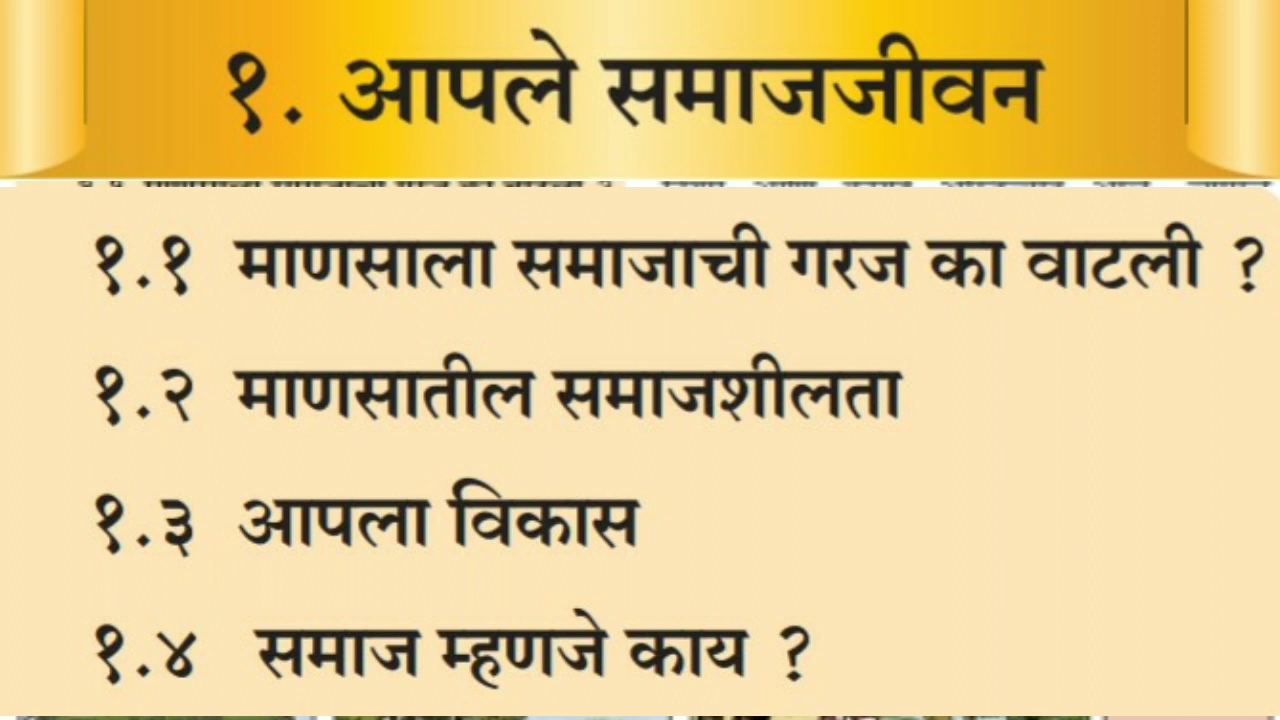 १. आपले समाजजीवन
१.१ माणसाला समाजाची गरज का वाटली ?
१.२ माणसातील समाजशीलता
१.३ आपला विकास
१.४ समाज म्हणजे काय ?